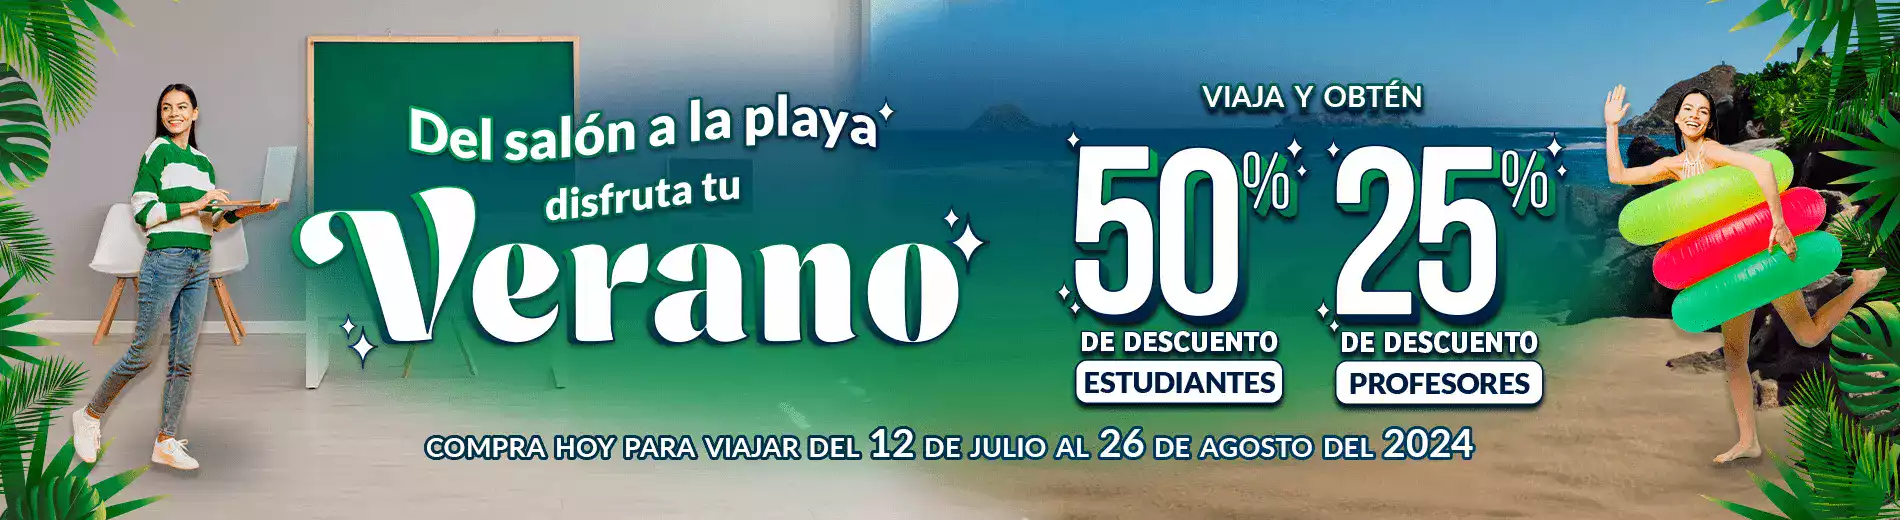 Del salón a la playa
disfruta tu
Verano
VIAJA Y OBTÉN
50%
DE DESCUENTO
ESTUDIANTES
25%
DE DESCUENTO
PROFESORES
COMPRA HOY PARA VIAJAR DEL 12 DE JULIO AL 26 DE AGOSTO DEL 2024